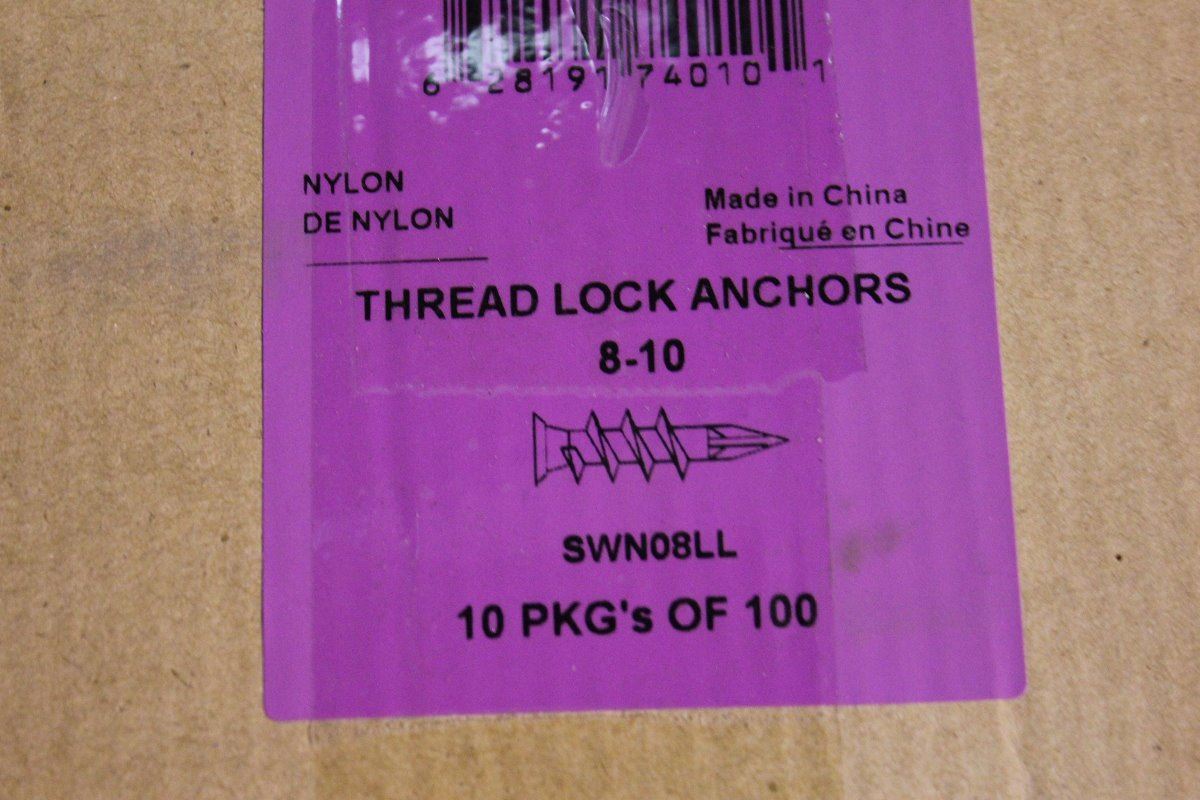 6 28191 74010 1
NYLON
DE NYLON
Made in China
Fabriqué en Chine
THREAD LOCK ANCHORS
8-10
SWN08LL
10 PKG's OF 100